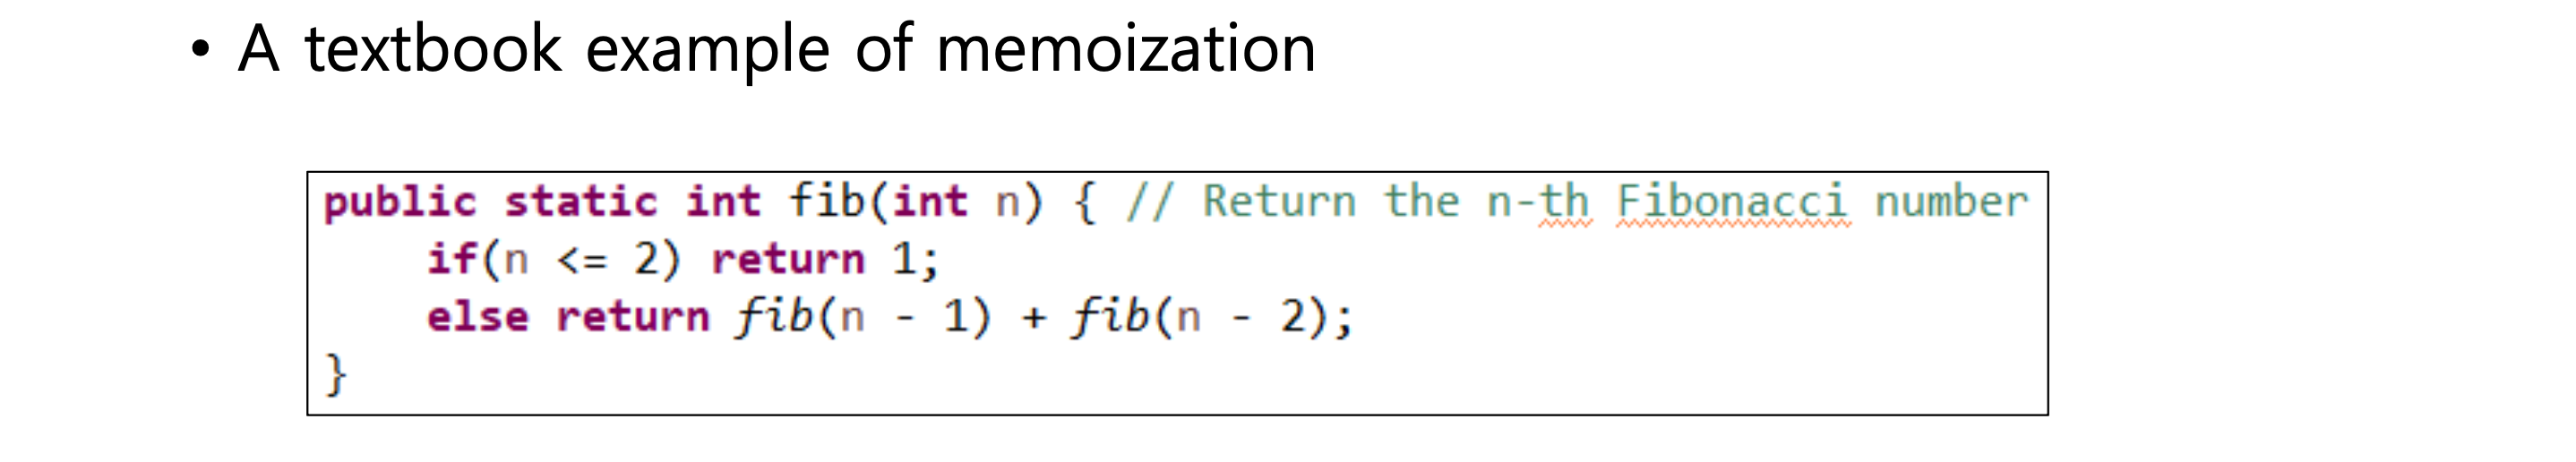 • A textbook example of memoization
public static int fib(int n) { // Return the n-th Fibonacci number
    if(n <= 2) return 1;
    else return fib(n - 1) + fib(n - 2);
}